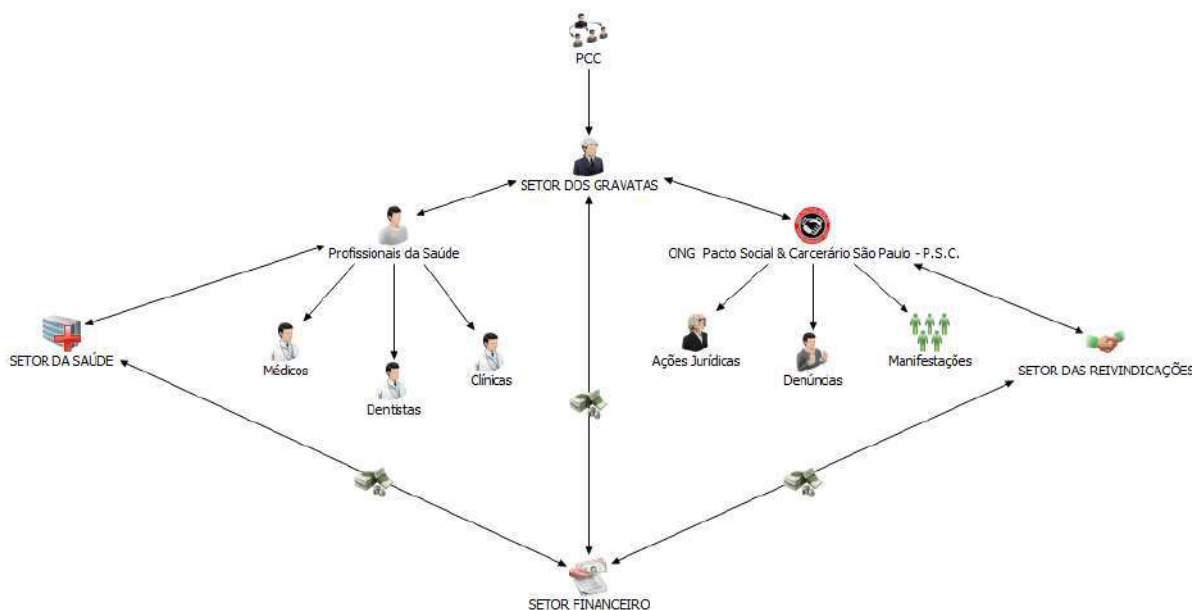 PCC
SETOR DOS GRAVATAS
Profissionais da Saúde
ONG Pacto Social & Carcerário São Paulo - P.S.C.
SETOR DA SAÚDE
Médicos
Dentistas
Clínicas
Ações Jurídicas
Denúncias
Manifestações
SETOR DAS REIVINDICAÇÕES
SETOR FINANCEIRO